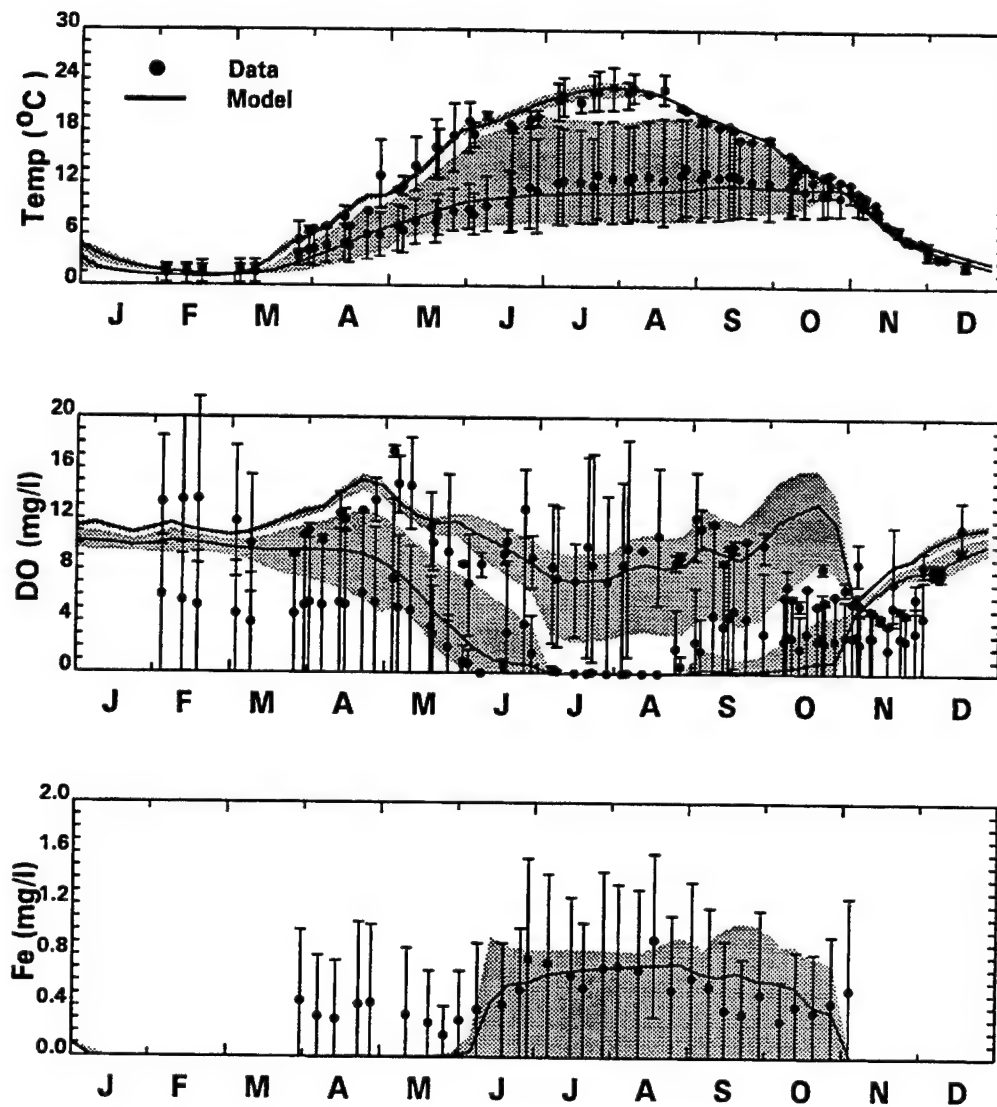 30
24
18
12
6
0
Temp (°C)
Data
Model
J F M A M J J A S O N D
20
16
12
8
4
0
DO (mg/l)
J F M A M J J A S O N D
2.0
1.6
1.2
0.8
0.4
0.0
Fe (mg/l)
J F M A M J J A S O N D